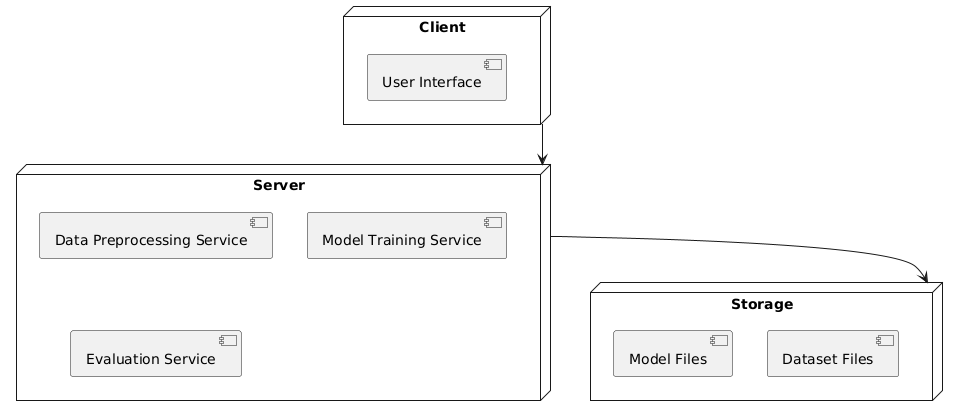 Client
User Interface
Server
Data Preprocessing Service
Model Training Service
Evaluation Service
Storage
Model Files
Dataset Files